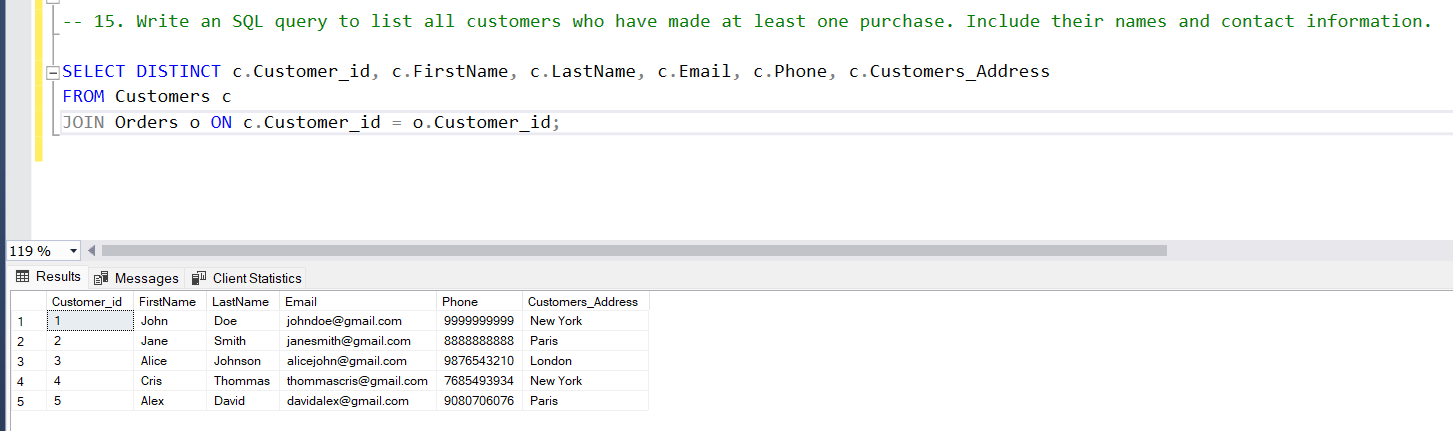 -- 15. Write an SQL query to list all customers who have made at least one purchase. Include their names and contact information.
SELECT DISTINCT c.Customer_id, c.FirstName, c.LastName, c.Email, c.Phone, c.Customers_Address
FROM Customers c
JOIN Orders o ON c.Customer_id = o.Customer_id;
119 %
Results Messages Client Statistics
Customer_id FirstName LastName Email Phone Customers_Address
1 1 John Doe johndoe@gmail.com 9999999999 New York
2 2 Jane Smith janesmith@gmail.com 8888888888 Paris
3 3 Alice Johnson alicejohn@gmail.com 9876543210 London
4 4 Cris Thommas thommascris@gmail.com 7685493934 New York
5 5 Alex David davidalex@gmail.com 9080706076 Paris